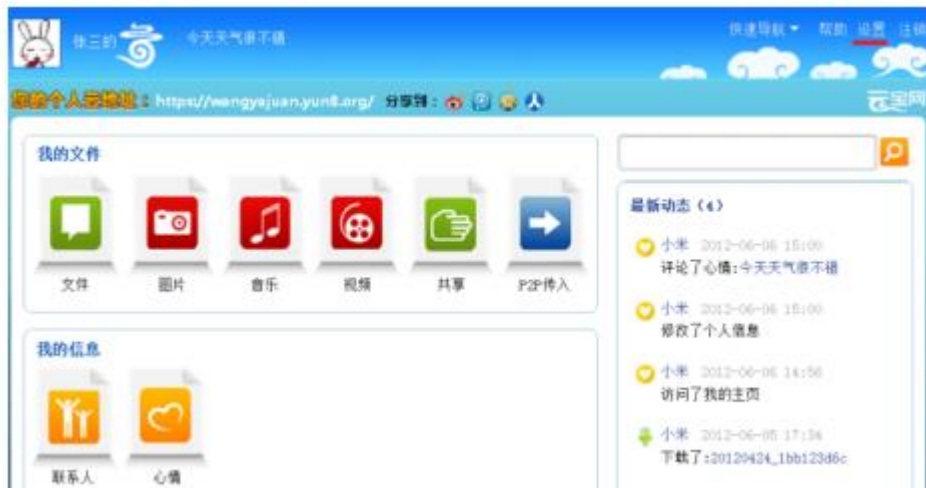 张三的云 今天天气很不错 快速导航 帮助 设置 注销
您的个人云地址：https://wangyajuan.yun8.org/ 分享到： 云宝网
我的文件
文件 图片 音乐 视频 共享 P2P传入
我的信息
联系人 心情
最新动态（4）
小米 2012-06-06 15:00
评论了心情:今天天气很不错
小米 2012-06-06 15:00
修改了个人信息
小米 2012-06-06 14:56
访问了我的主页
小米 2012-06-05 17:34
下载了:20120424_1bb123d6c